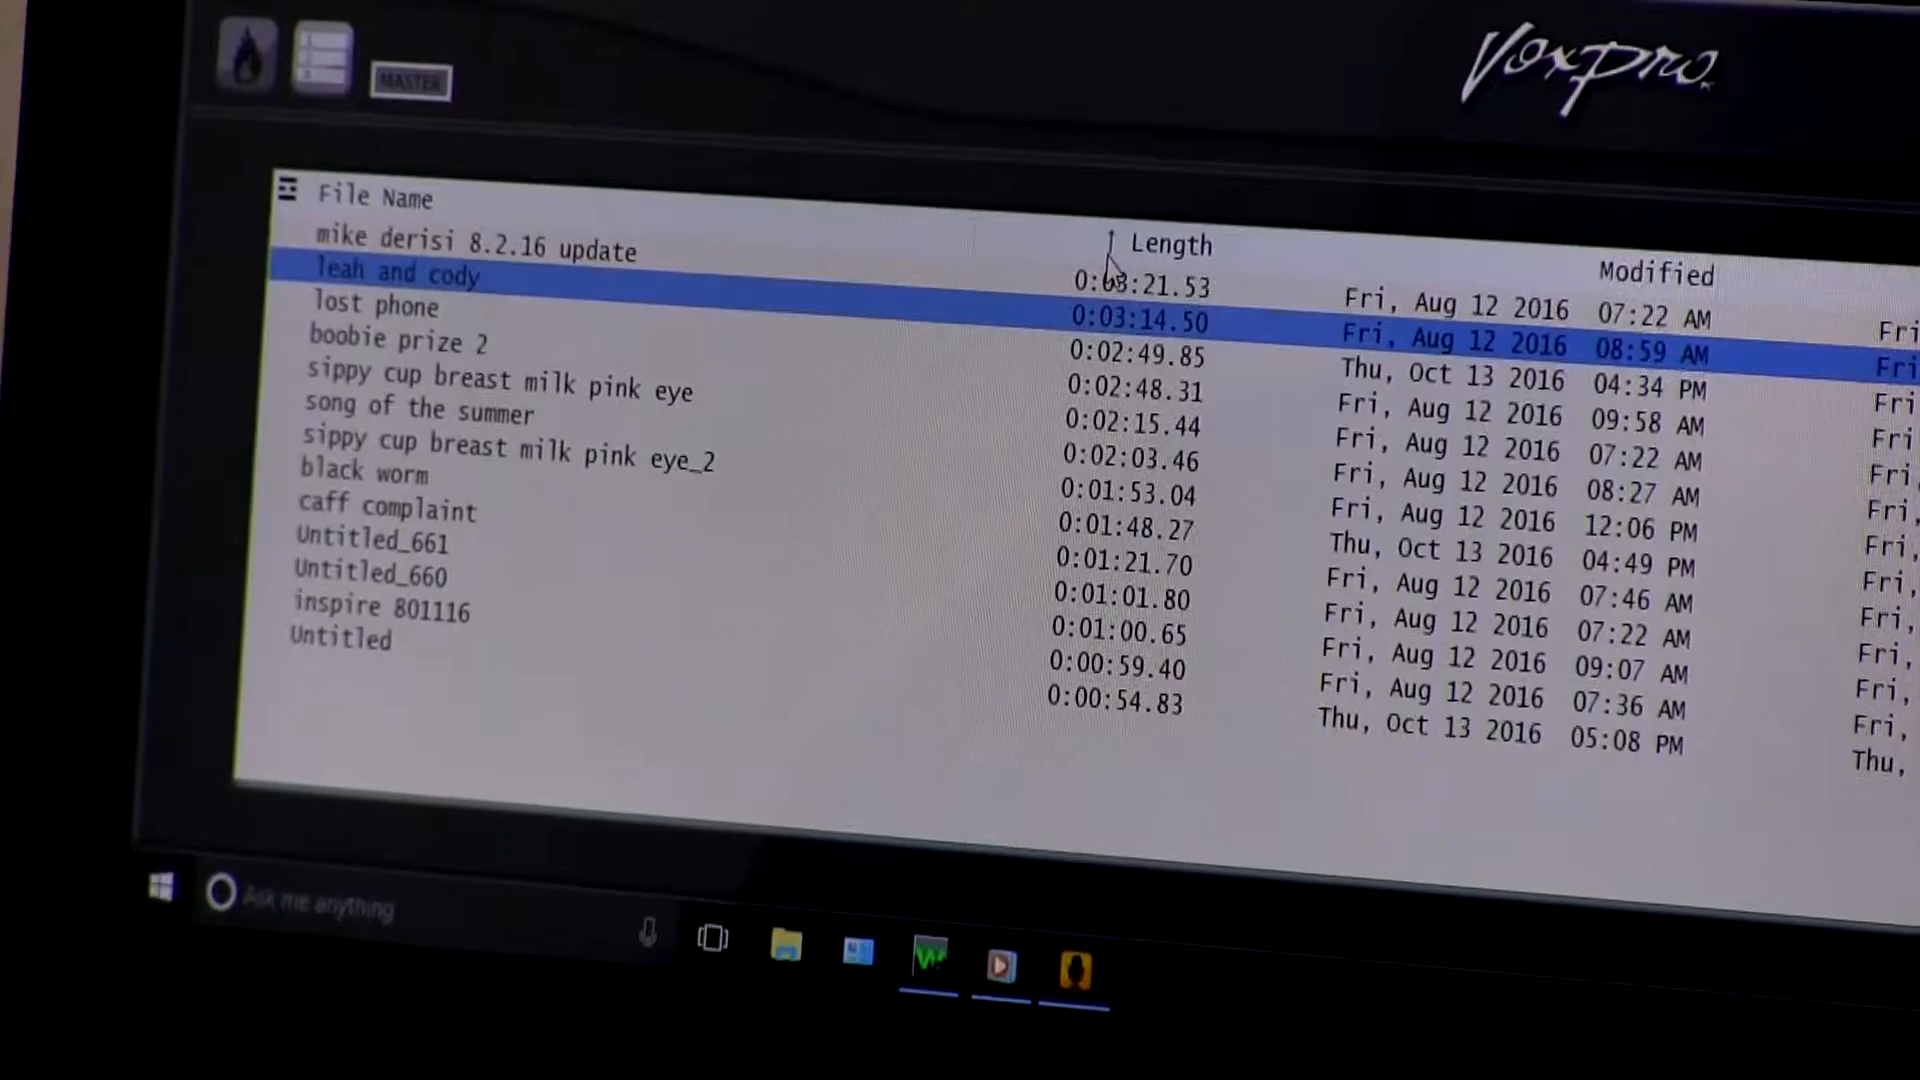 MASTER
Voxpro
File Name Length Modified
mike derisi 8.2.16 update 0:03:21.53 Fri, Aug 12 2016 07:22 AM Fri
leah and cody 0:03:14.50 Fri, Aug 12 2016 08:59 AM Fri
lost phone 0:02:49.85 Thu, Oct 13 2016 04:34 PM Fri
boobie prize 2 0:02:48.31 Fri, Aug 12 2016 09:58 AM Fri
sippy cup breast milk pink eye 0:02:15.44 Fri, Aug 12 2016 07:22 AM Fri,
song of the summer 0:02:03.46 Fri, Aug 12 2016 08:27 AM Fri,
sippy cup breast milk pink eye_2 0:01:53.04 Fri, Aug 12 2016 12:06 PM Fri,
black worm 0:01:48.27 Thu, Oct 13 2016 04:49 PM Fri,
caff complaint 0:01:21.70 Fri, Aug 12 2016 07:46 AM Fri,
Untitled_661 0:01:01.80 Fri, Aug 12 2016 07:22 AM Fri,
Untitled_660 0:01:00.65 Fri, Aug 12 2016 09:07 AM Fri,
inspire 801116 0:00:59.40 Fri, Aug 12 2016 07:36 AM Fri,
Untitled 0:00:54.83 Thu, Oct 13 2016 05:08 PM Thu,
Ask me anything